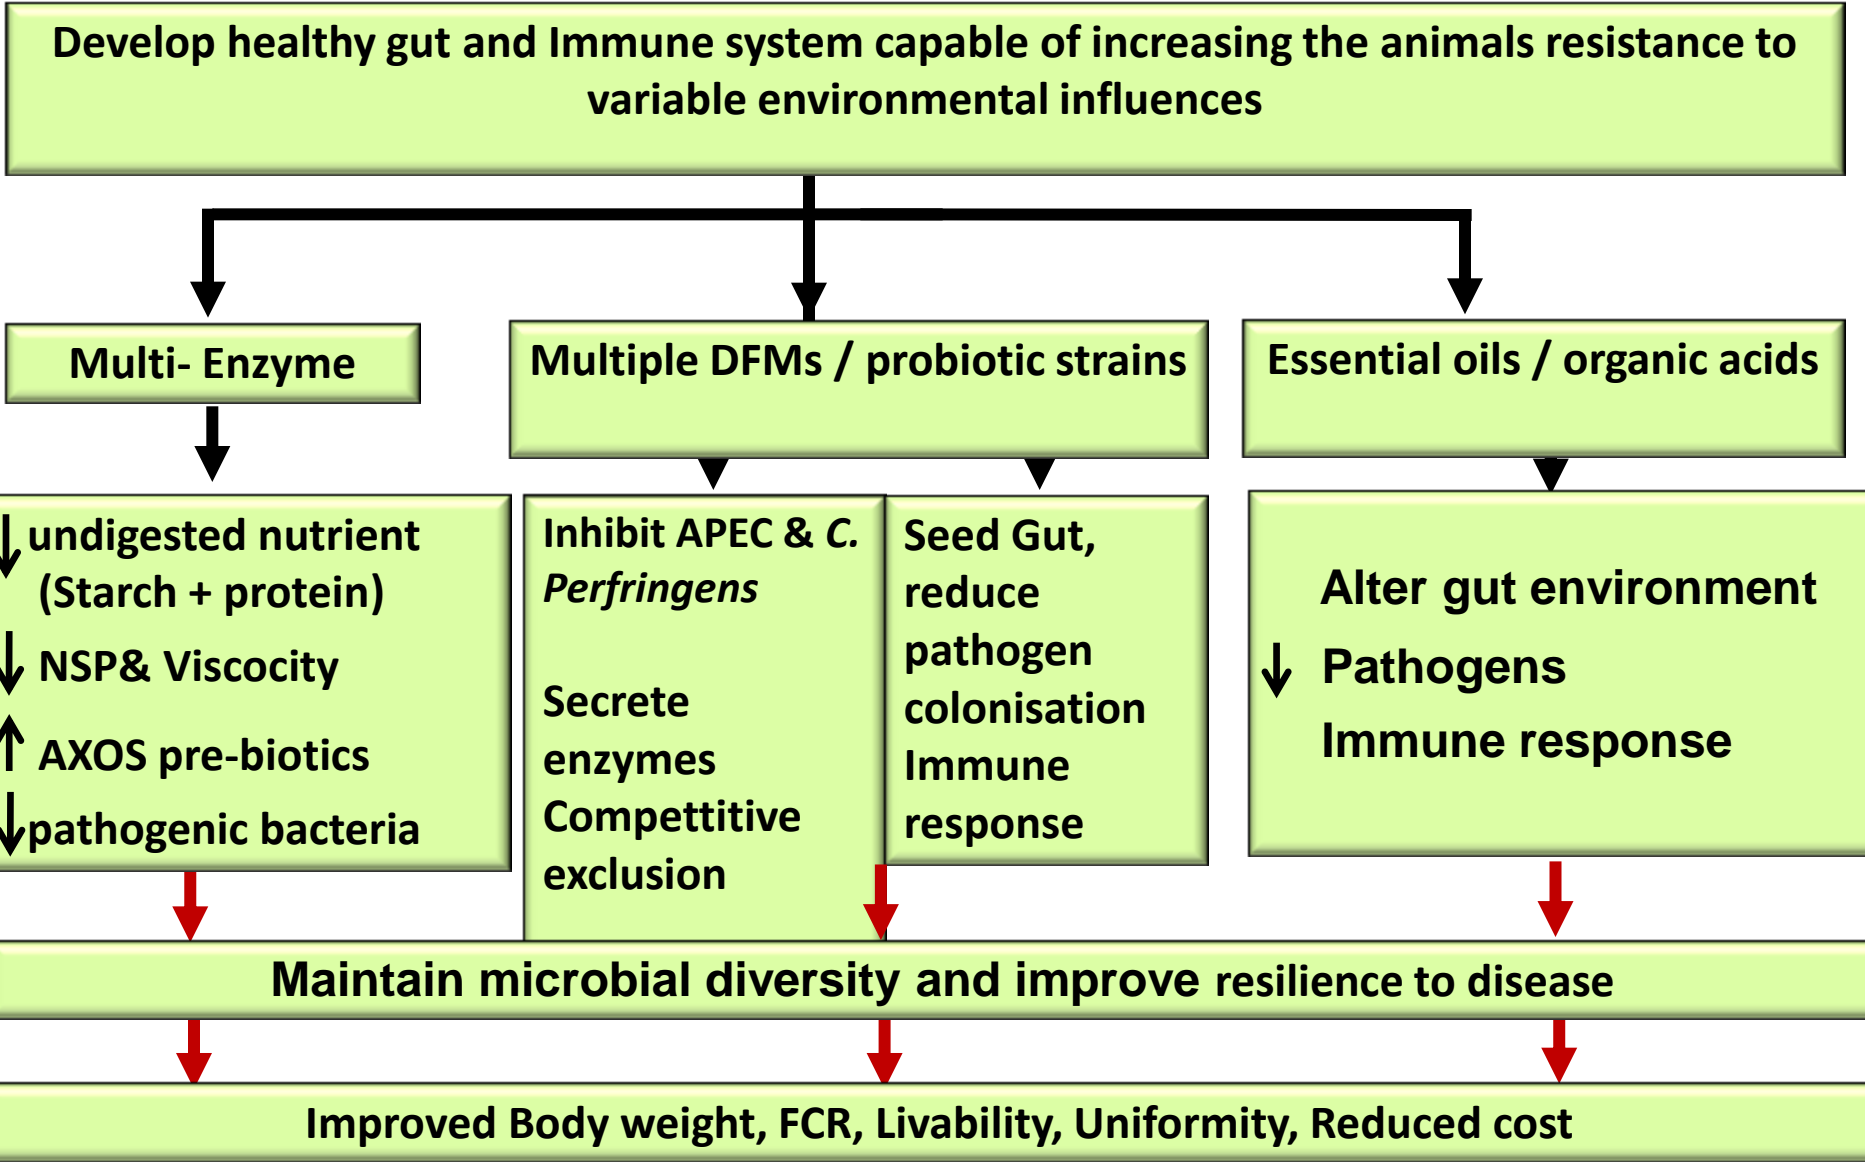 Develop healthy gut and Immune system capable of increasing the animals resistance to
variable environmental influences
Multi- Enzyme
Multiple DFMs / probiotic strains
Essential oils / organic acids
↓ undigested nutrient
(Starch + protein)
↓ NSP& Viscocity
↑ AXOS pre-biotics
↓ pathogenic bacteria
Inhibit APEC & C.
Perfringens
Secrete
enzymes
Compettitive
exclusion
Seed Gut,
reduce
pathogen
colonisation
Immune
response
Alter gut environment
↓ Pathogens
Immune response
Maintain microbial diversity and improve resilience to disease
Improved Body weight, FCR, Livability, Uniformity, Reduced cost